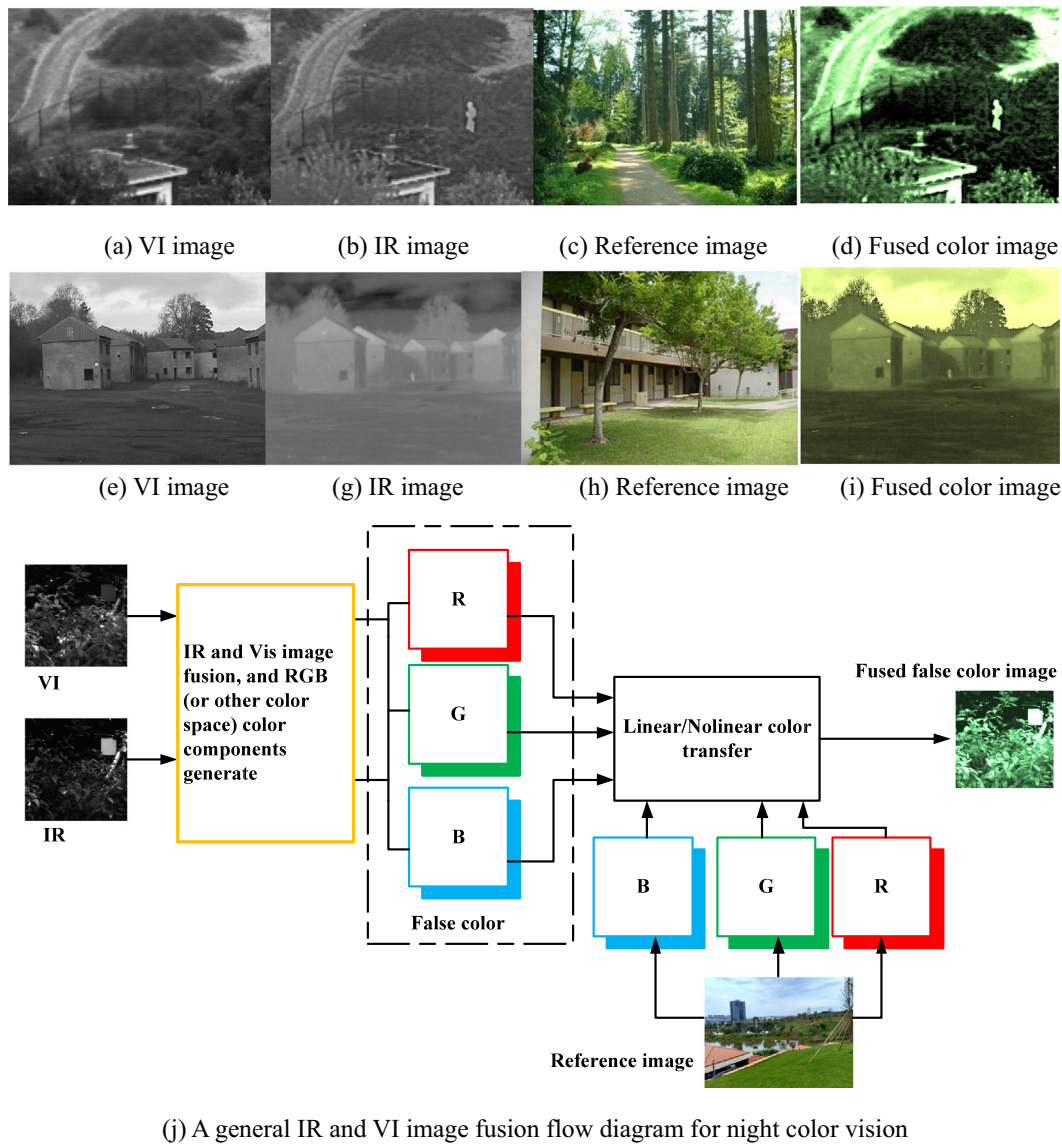 (a) VI image
(b) IR image
(c) Reference image
(d) Fused color image
(e) VI image
(g) IR image
(h) Reference image
(i) Fused color image
VI
IR
IR and Vis image
fusion, and RGB
(or other color
space) color
components
generate
R
G
B
False color
Linear/Nolinear color
transfer
Fused false color image
B
G
R
Reference image
(j) A general IR and VI image fusion flow diagram for night color vision